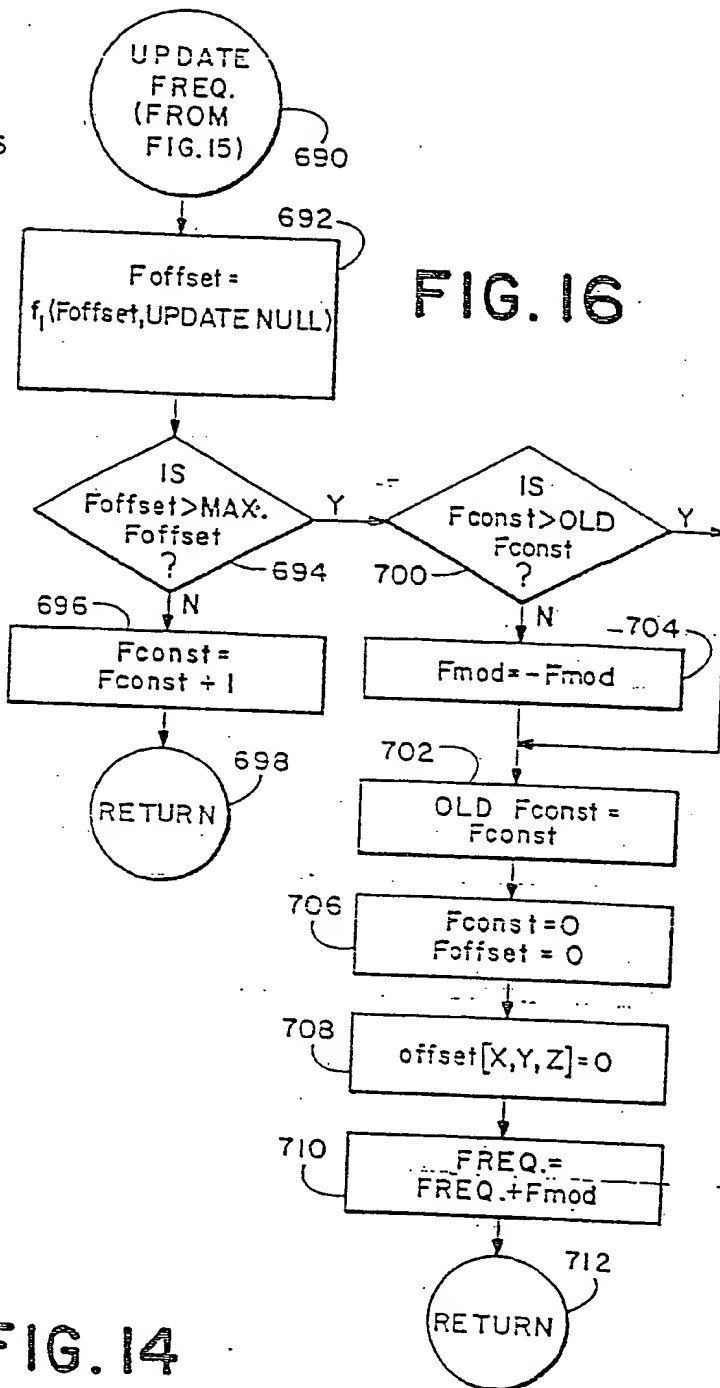 UPDATE
FREQ.
(FROM
FIG.15)
690
692
Foffset =
f1(Foffset,UPDATE NULL)
FIG. 16
IS
Foffset>MAX.
Foffset
?
694
Y
N
696
Fconst =
Fconst + 1
698
RETURN
IS
Fconst>OLD
Fconst
?
700
Y
N
704
Fmod=-Fmod
702
OLD Fconst =
Fconst
706
Fconst=0
Foffset = 0
708
offset[X,Y,Z]=0
710
FREQ.=
FREQ.+Fmod
712
RETURN
FIG. 14